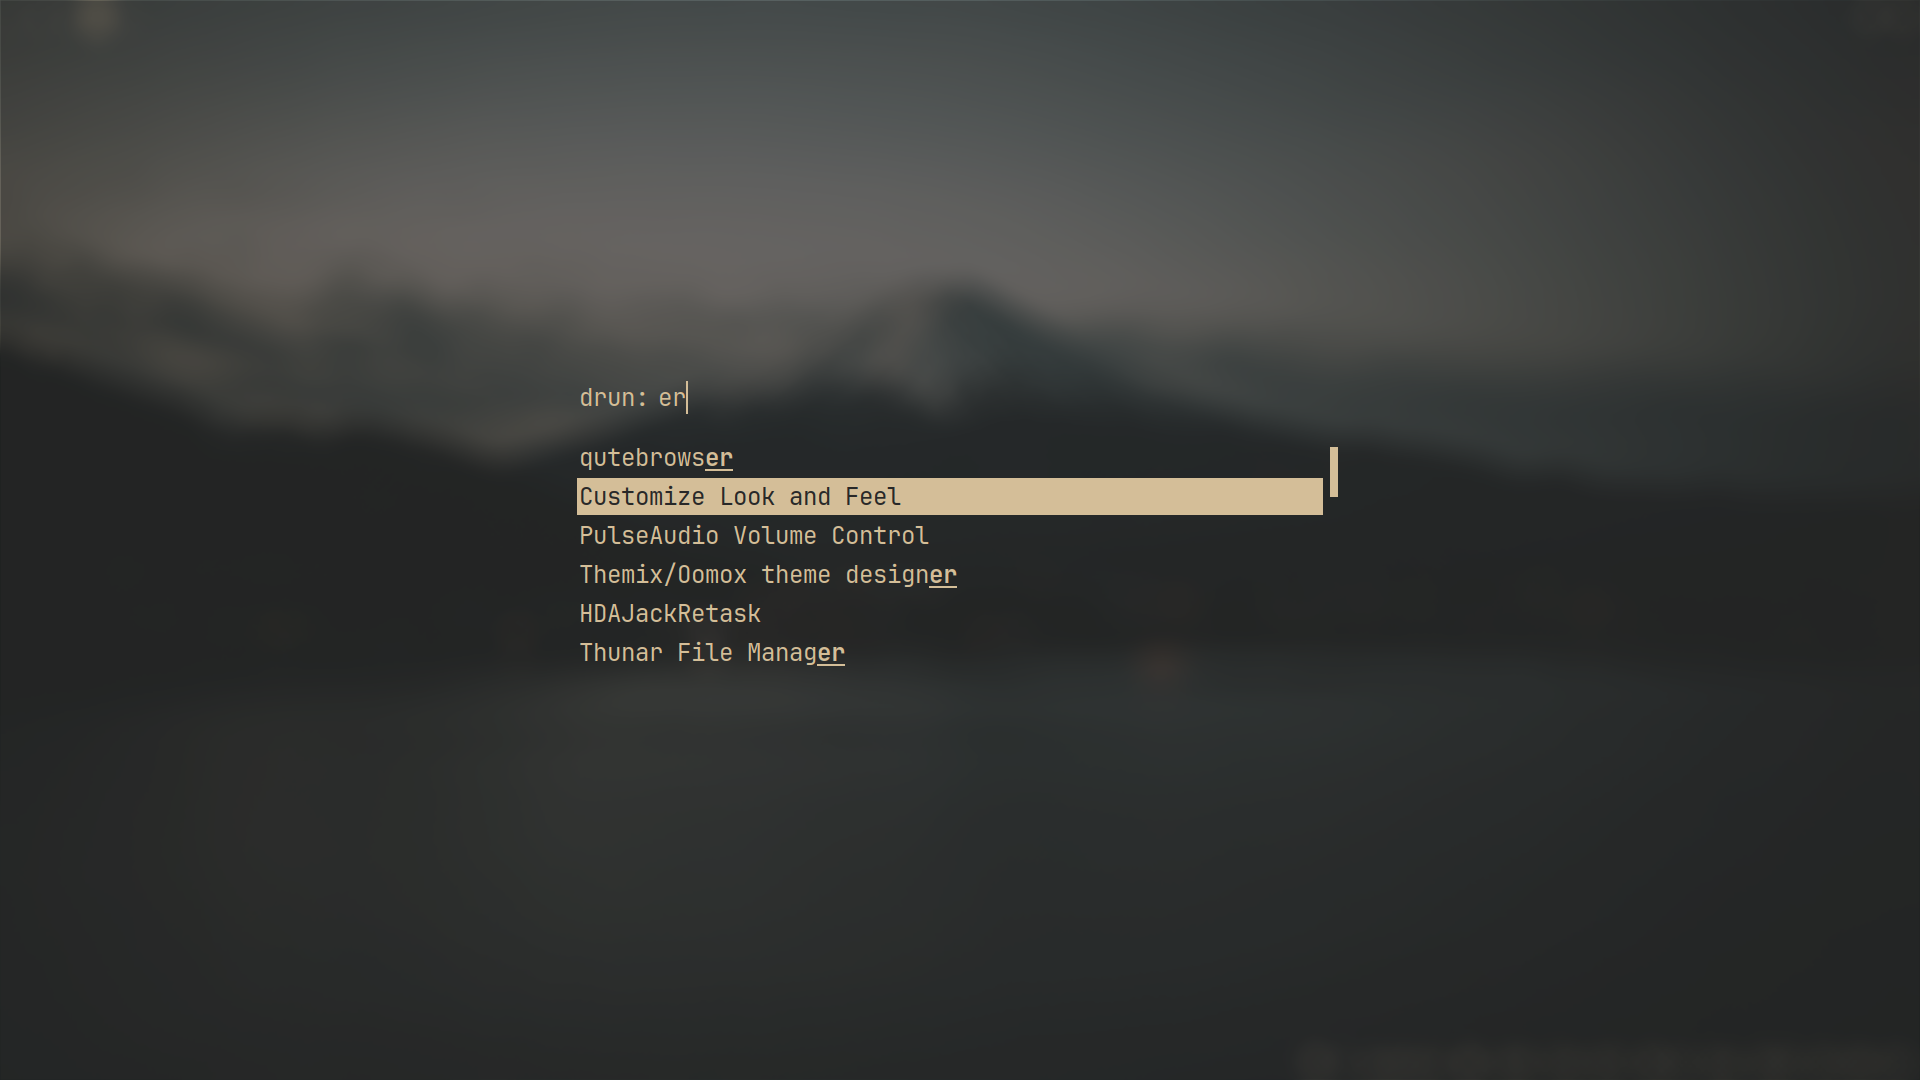 drun: er
qutebrowser
Customize Look and Feel
PulseAudio Volume Control
Themix/Oomox theme designer
HDAJackRetask
Thunar File Manager